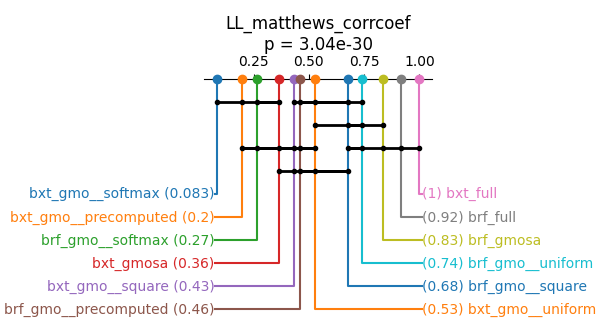 LL_matthews_corrcoef
p = 3.04e-30
0.25 0.50 0.75 1.00
bxt_gmo__softmax (0.083) (1) bxt_full
bxt_gmo__precomputed (0.2) (0.92) brf_full
brf_gmo__softmax (0.27) (0.83) brf_gmosa
bxt_gmosa (0.36) (0.74) brf_gmo__uniform
bxt_gmo__square (0.43) (0.68) brf_gmo__square
brf_gmo__precomputed (0.46) (0.53) bxt_gmo__uniform